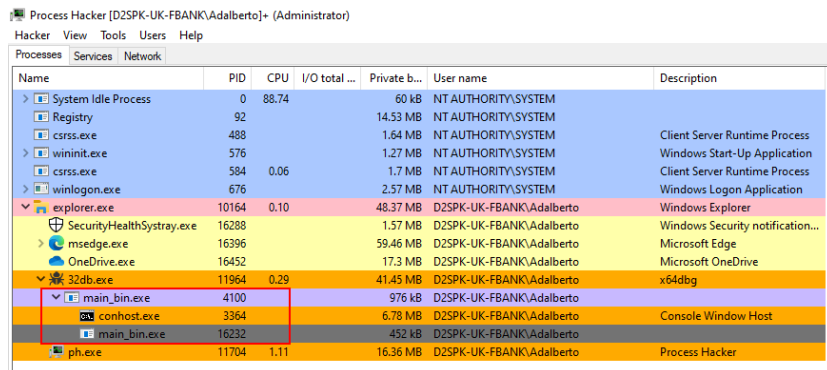 Process Hacker [D2SPK-UK-FBANK\Adalberto]+ (Administrator)
Hacker View Tools Users Help
Processes Services Network
Name PID CPU I/O total ... Private b... User name Description
System Idle Process 0 88.74 60 kB NT AUTHORITY\SYSTEM
Registry 92 14.53 MB NT AUTHORITY\SYSTEM
csrss.exe 488 1.64 MB NT AUTHORITY\SYSTEM Client Server Runtime Process
wininit.exe 576 1.27 MB NT AUTHORITY\SYSTEM Windows Start-Up Application
csrss.exe 584 0.06 1.7 MB NT AUTHORITY\SYSTEM Client Server Runtime Process
winlogon.exe 676 2.57 MB NT AUTHORITY\SYSTEM Windows Logon Application
explorer.exe 10164 0.10 48.37 MB D2SPK-UK-FBANK\Adalberto Windows Explorer
SecurityHealthSystray.exe 16288 1.57 MB D2SPK-UK-FBANK\Adalberto Windows Security notification...
msedge.exe 16396 59.46 MB D2SPK-UK-FBANK\Adalberto Microsoft Edge
OneDrive.exe 16452 17.3 MB D2SPK-UK-FBANK\Adalberto Microsoft OneDrive
32db.exe 11964 0.29 41.45 MB D2SPK-UK-FBANK\Adalberto x64dbg
main_bin.exe 4100 976 kB D2SPK-UK-FBANK\Adalberto
conhost.exe 3364 6.78 MB D2SPK-UK-FBANK\Adalberto Console Window Host
main_bin.exe 16232 452 kB D2SPK-UK-FBANK\Adalberto
ph.exe 11704 1.11 16.36 MB D2SPK-UK-FBANK\Adalberto Process Hacker